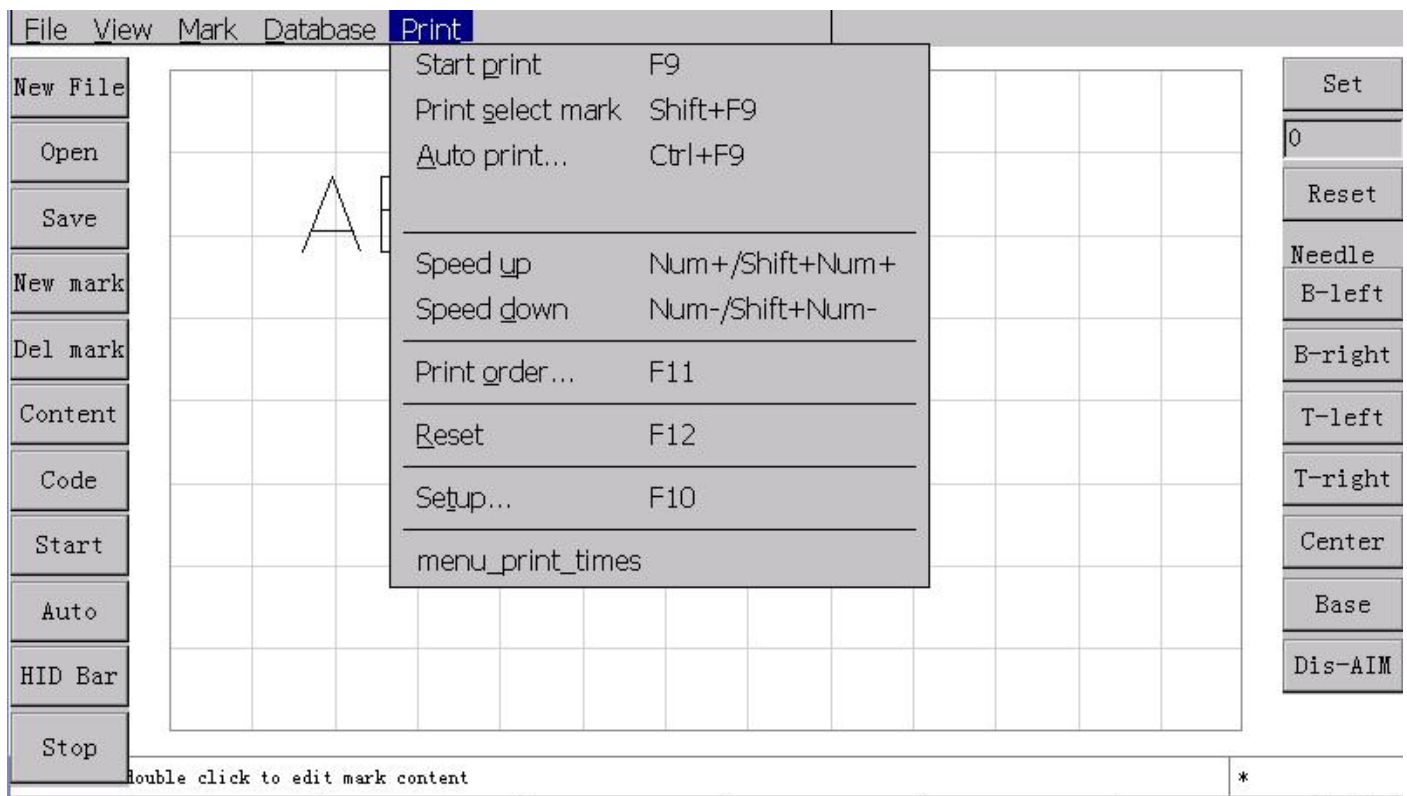 File View Mark Database Print
Start print F9
Print select mark Shift+F9
Auto print... Ctrl+F9
Speed up Num+/Shift+Num+
Speed down Num-/Shift+Num-
Print order... F11
Reset F12
Setup... F10
menu_print_times
New File
Open
Save
New mark
Del mark
Content
Code
Start
Auto
HID Bar
Stop
A
Set
0
Reset
Needle
B-left
B-right
T-left
T-right
Center
Base
Dis-AIM
double click to edit mark content
*